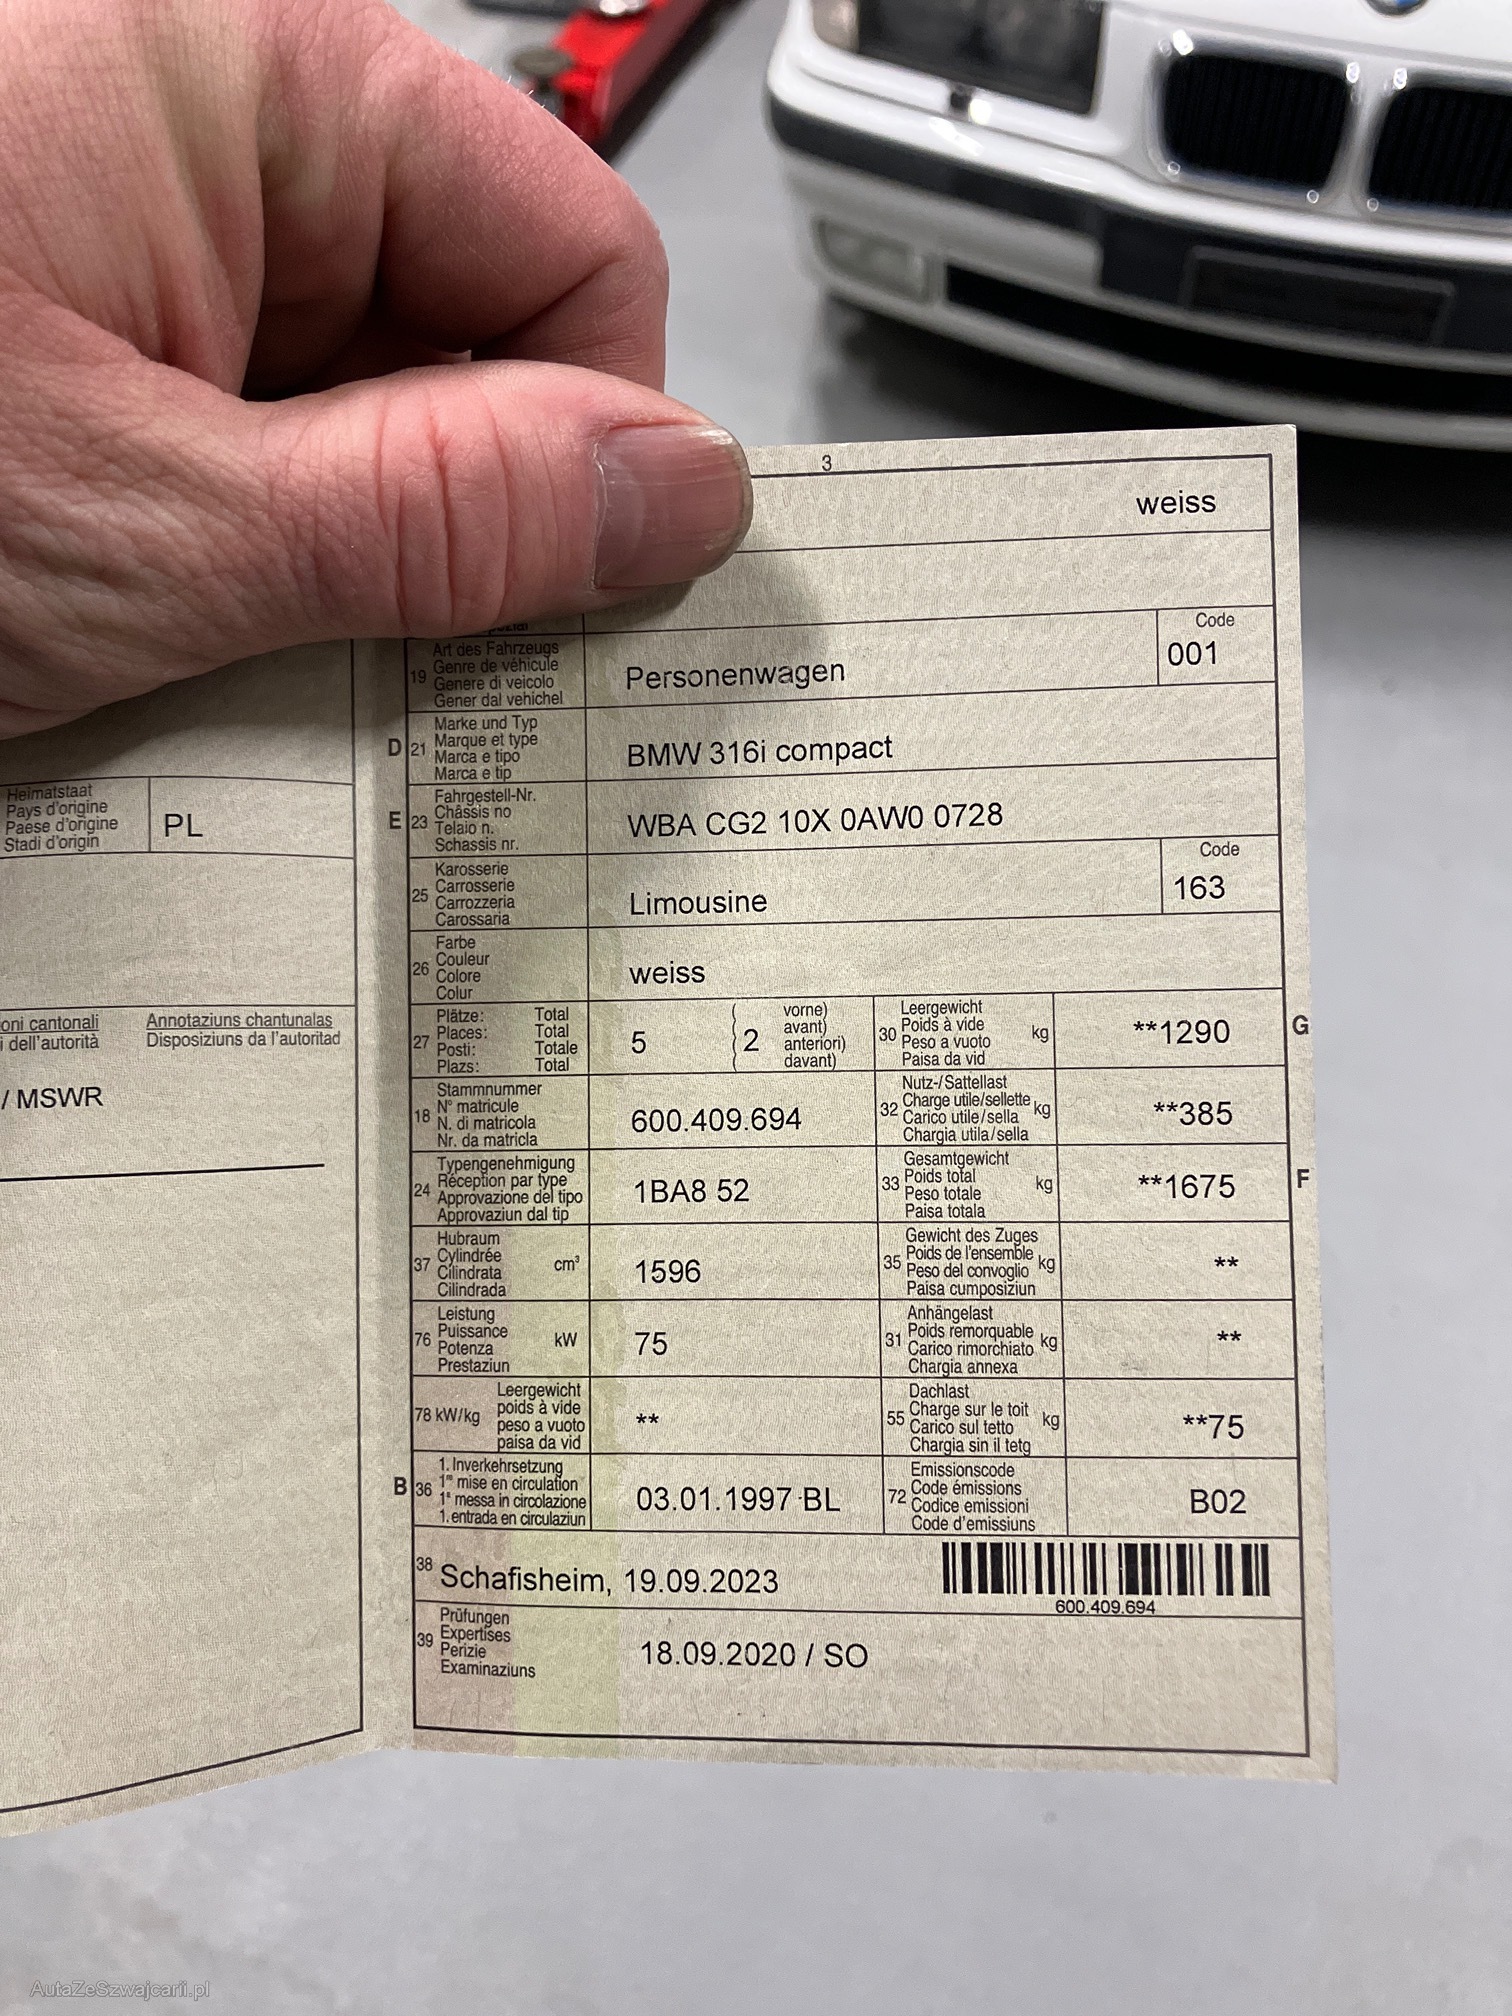 3
weiss
Code
19 Art des Fahrzeugs
Genre de véhicule
Genere di veicolo
Gener dal vehichel
Personenwagen
001
D 21 Marke und Typ
Marque et type
Marca e tipo
Marca e tip
BMW 316i compact
E 23 Fahrgestell-Nr.
Châssis no
Telaio n.
Schassis nr.
WBA CG2 10X 0AW0 0728
25 Karosserie
Carrosserie
Carrozzeria
Carossaria
Limousine
Code
163
26 Farbe
Couleur
Colore
Colur
weiss
27 Plätze: Total
Places: Total
Posti: Totale
Plazs: Total
5 ( 2 vorne)
avant)
anteriori)
davant)
30 Leergewicht
Poids à vide
Peso a vuoto
Paisa da vid
kg
**1290
G
18 Stammnummer
N° matricule
N. di matricola
Nr. da matricla
600.409.694
32 Nutz-/Sattellast
Charge utile/sellette
Carico utile/sella
Chargia utila/sella
kg
**385
24 Typengenehmigung
Réception par type
Approvazione del tipo
Approvaziun dal tip
1BA8 52
33 Gesamtgewicht
Poids total
Peso totale
Paisa totala
kg
**1675
F
37 Hubraum
Cylindrée
Cilindrata
Cilindrada
cm³
1596
35 Gewicht des Zuges
Poids de l'ensemble
Peso del convoglio
Paisa cumposiziun
kg
**
76 Leistung
Puissance
Potenza
Prestaziun
kW
75
31 Anhängelast
Poids remorquable
Carico rimorchiato
Chargia annexa
kg
**
78 kW/kg
Leergewicht
poids à vide
peso a vuoto
paisa da vid
**
55 Dachlast
Charge sur le toit
Carico sul tetto
Chargia sin il tetg
kg
**75
B 36 1. Inverkehrsetzung
1re mise en circulation
1a messa in circolazione
1. entrada en circulaziun
03.01.1997 BL
72 Emissionscode
Code émissions
Codice emissioni
Code d'emissiuns
B02
38 Schafisheim, 19.09.2023
600.409.694
39 Prüfungen
Expertises
Perizie
Examinaziuns
18.09.2020 / SO
Heimatstaat
Pays d'origine
Paese d'origine
Stadi d'origin
PL
oni cantonali
i dell'autorità
Annotaziuns chantunalas
Disposiziuns da l'autoritad
/ MSWR
AutaZeSzwajcarii.pl